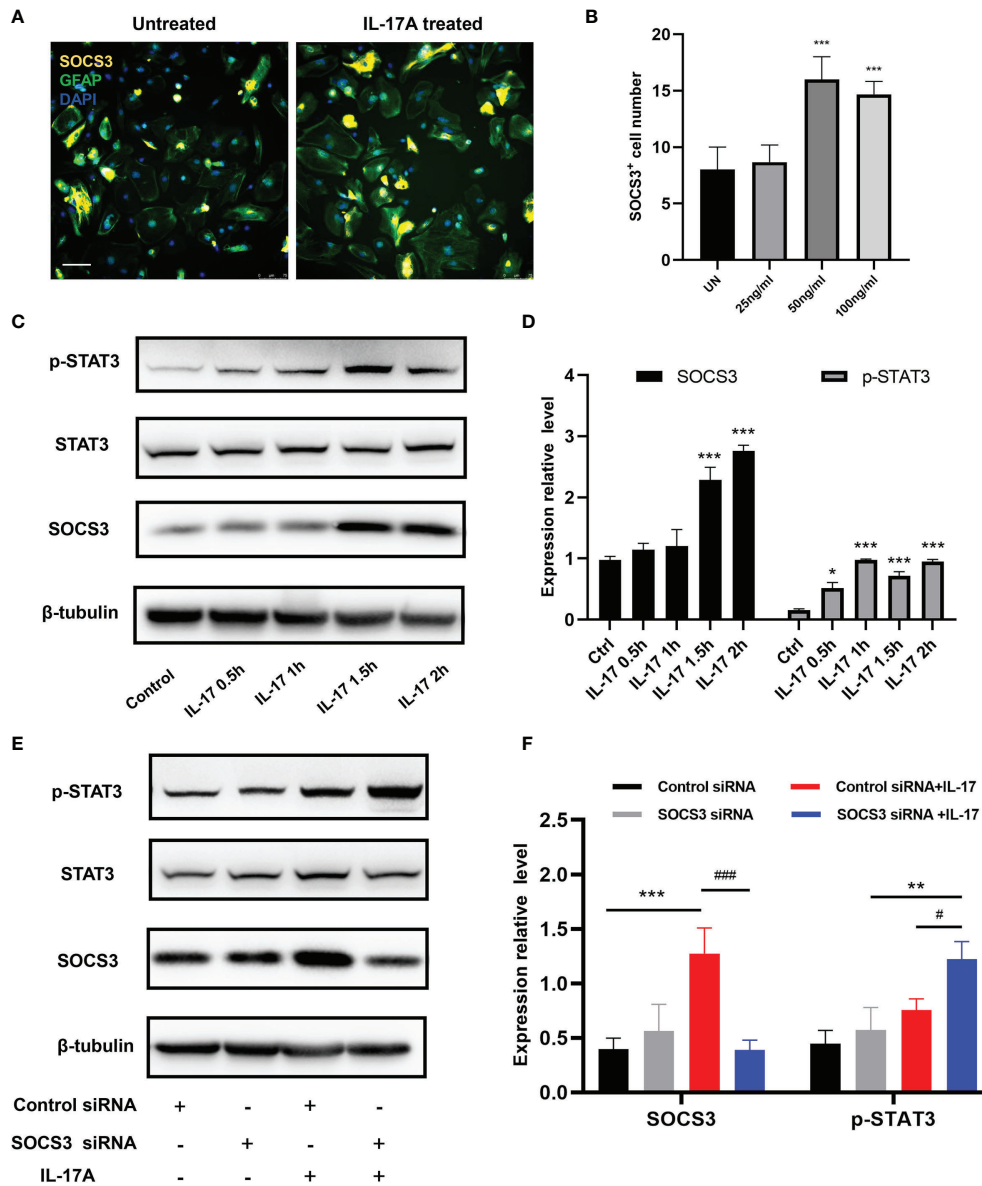 A
Untreated
IL-17A treated
SOCS3
GFAP
DAPI
B
SOCS3+ cell number
20
15
10
5
0
***
***
UN
25ng/ml
50ng/ml
100ng/ml
C
p-STAT3
STAT3
SOCS3
β-tubulin
Control
IL-17 0.5h
IL-17 1h
IL-17 1.5h
IL-17 2h
D
Expression relative level
4
3
2
1
0
SOCS3
p-STAT3
***
***
*
***
***
***
Ctrl
IL-17 0.5h
IL-17 1h
IL-17 1.5h
IL-17 2h
Ctrl
IL-17 0.5h
IL-17 1h
IL-17 1.5h
IL-17 2h
E
p-STAT3
STAT3
SOCS3
β-tubulin
Control siRNA + - + -
SOCS3 siRNA - + - +
IL-17A - - + +
F
Control siRNA
Control siRNA+IL-17
SOCS3 siRNA
SOCS3 siRNA +IL-17
Expression relative level
2.5
2.0
1.5
1.0
0.5
0.0
***
###
**
#
SOCS3
p-STAT3